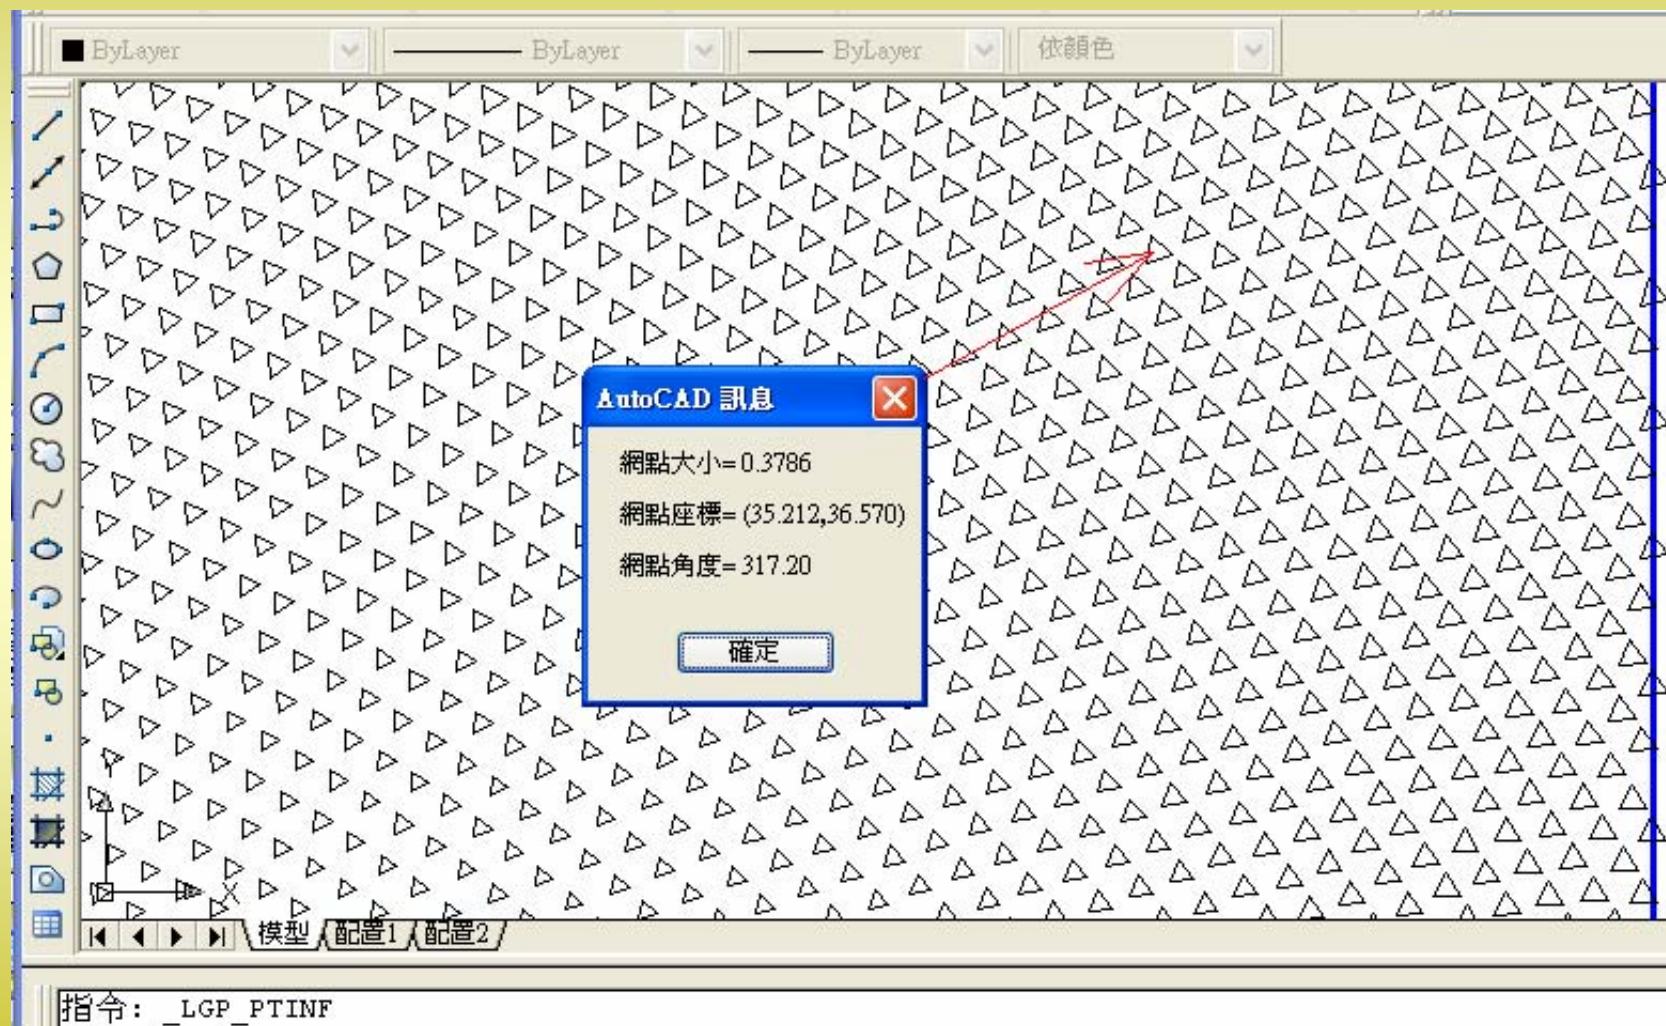 ByLayer ByLayer ByLayer 依顏色
AutoCAD 訊息
網點大小= 0.3786
網點座標= (35.212,36.570)
網點角度= 317.20
確定
Y
X
模型 配置1 配置2
指令: _LGP_PTINF